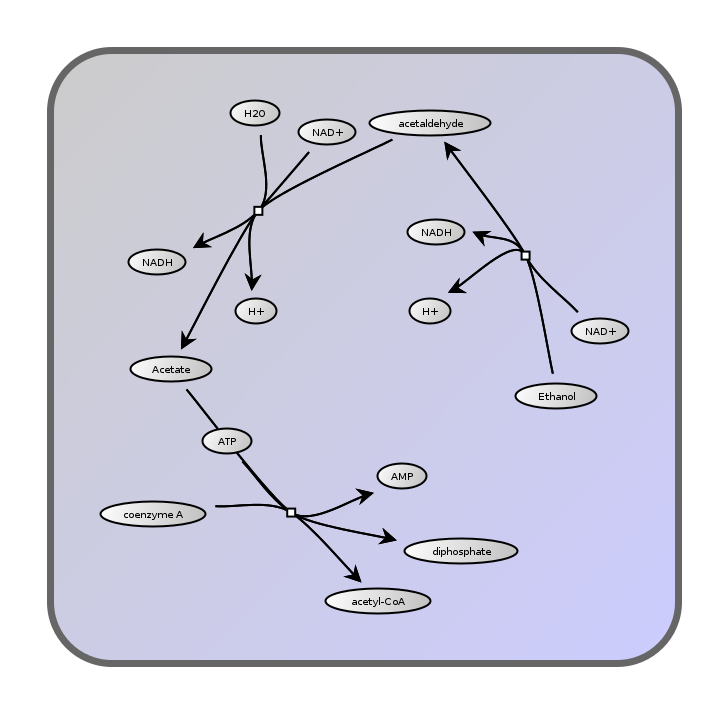 H2O
NAD+
acetaldehyde
NADH
NADH
H+
H+
NAD+
Acetate
Ethanol
ATP
AMP
coenzyme A
diphosphate
acetyl-CoA